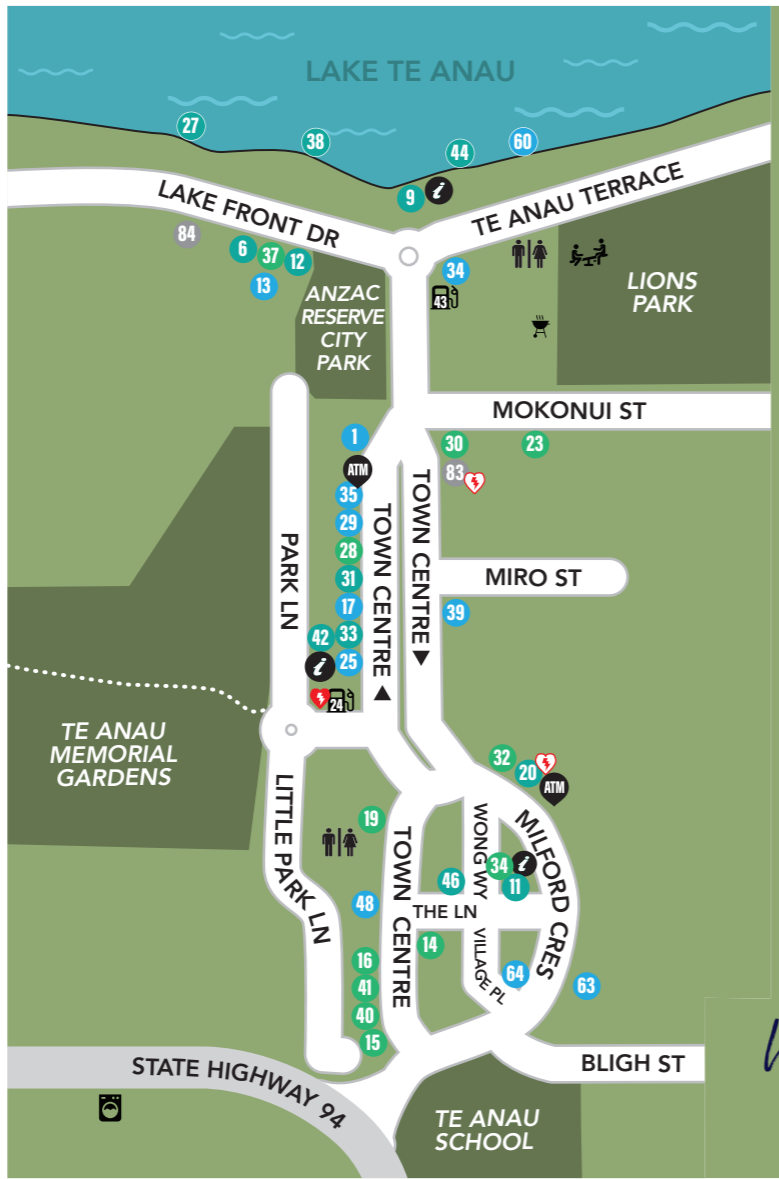 LAKE TE ANAU
27
38
44
60
9
i
LAKE FRONT DR
TE ANAU TERRACE
84
6
37
12
13
34
43
ANZAC
RESERVE
CITY
PARK
LIONS
PARK
MOKONUI ST
1
30
23
ATM
83
35
29
28
31
17
33
42
25
i
24
PARK LN
TOWN CENTRE
TOWN CENTRE
MIRO ST
39
TE ANAU
MEMORIAL
GARDENS
32
20
ATM
LITTLE PARK LN
19
TOWN CENTRE
WONG WY
MILFORD CRES
34
i
46
11
48
THE LN
14
VILLAGE PL
16
64
63
41
40
15
STATE HIGHWAY 94
BLIGH ST
TE ANAU
SCHOOL